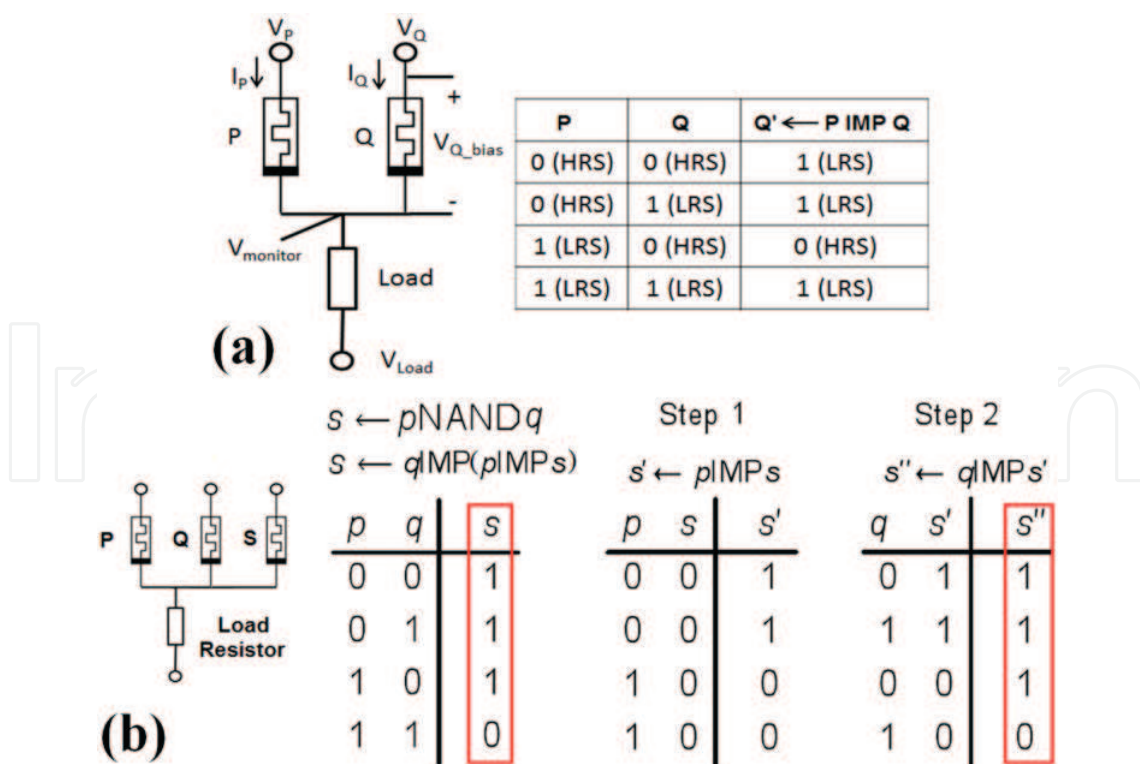 V_P V_Q
I_P I_Q
+
P Q V_Q_bias
-
V_monitor
Load
V_Load
(a)
P Q Q' ← P IMP Q
0 (HRS) 0 (HRS) 1 (LRS)
0 (HRS) 1 (LRS) 1 (LRS)
1 (LRS) 0 (HRS) 0 (HRS)
1 (LRS) 1 (LRS) 1 (LRS)
P Q S
Load
Resistor
(b)
s ← pNANDq
s ← qIMP(pIMPs)
p q s
0 0 1
0 1 1
1 0 1
1 1 0
Step 1
s' ← pIMPs
p s s'
0 0 1
0 0 1
1 0 0
1 0 0
Step 2
s'' ← qIMPs'
q s' s''
0 1 1
1 1 1
0 0 1
1 0 0